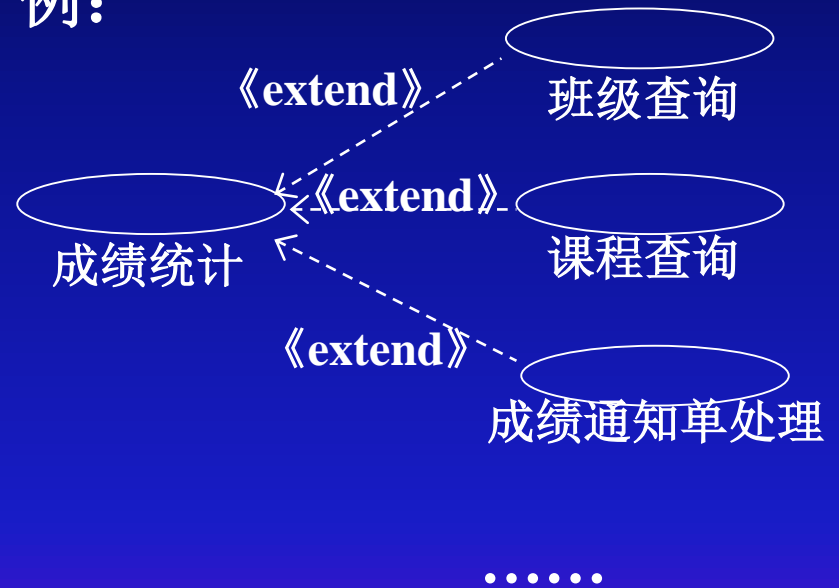 例：
《extend》
班级查询
《extend》
成绩统计
课程查询
《extend》
成绩通知单处理
……